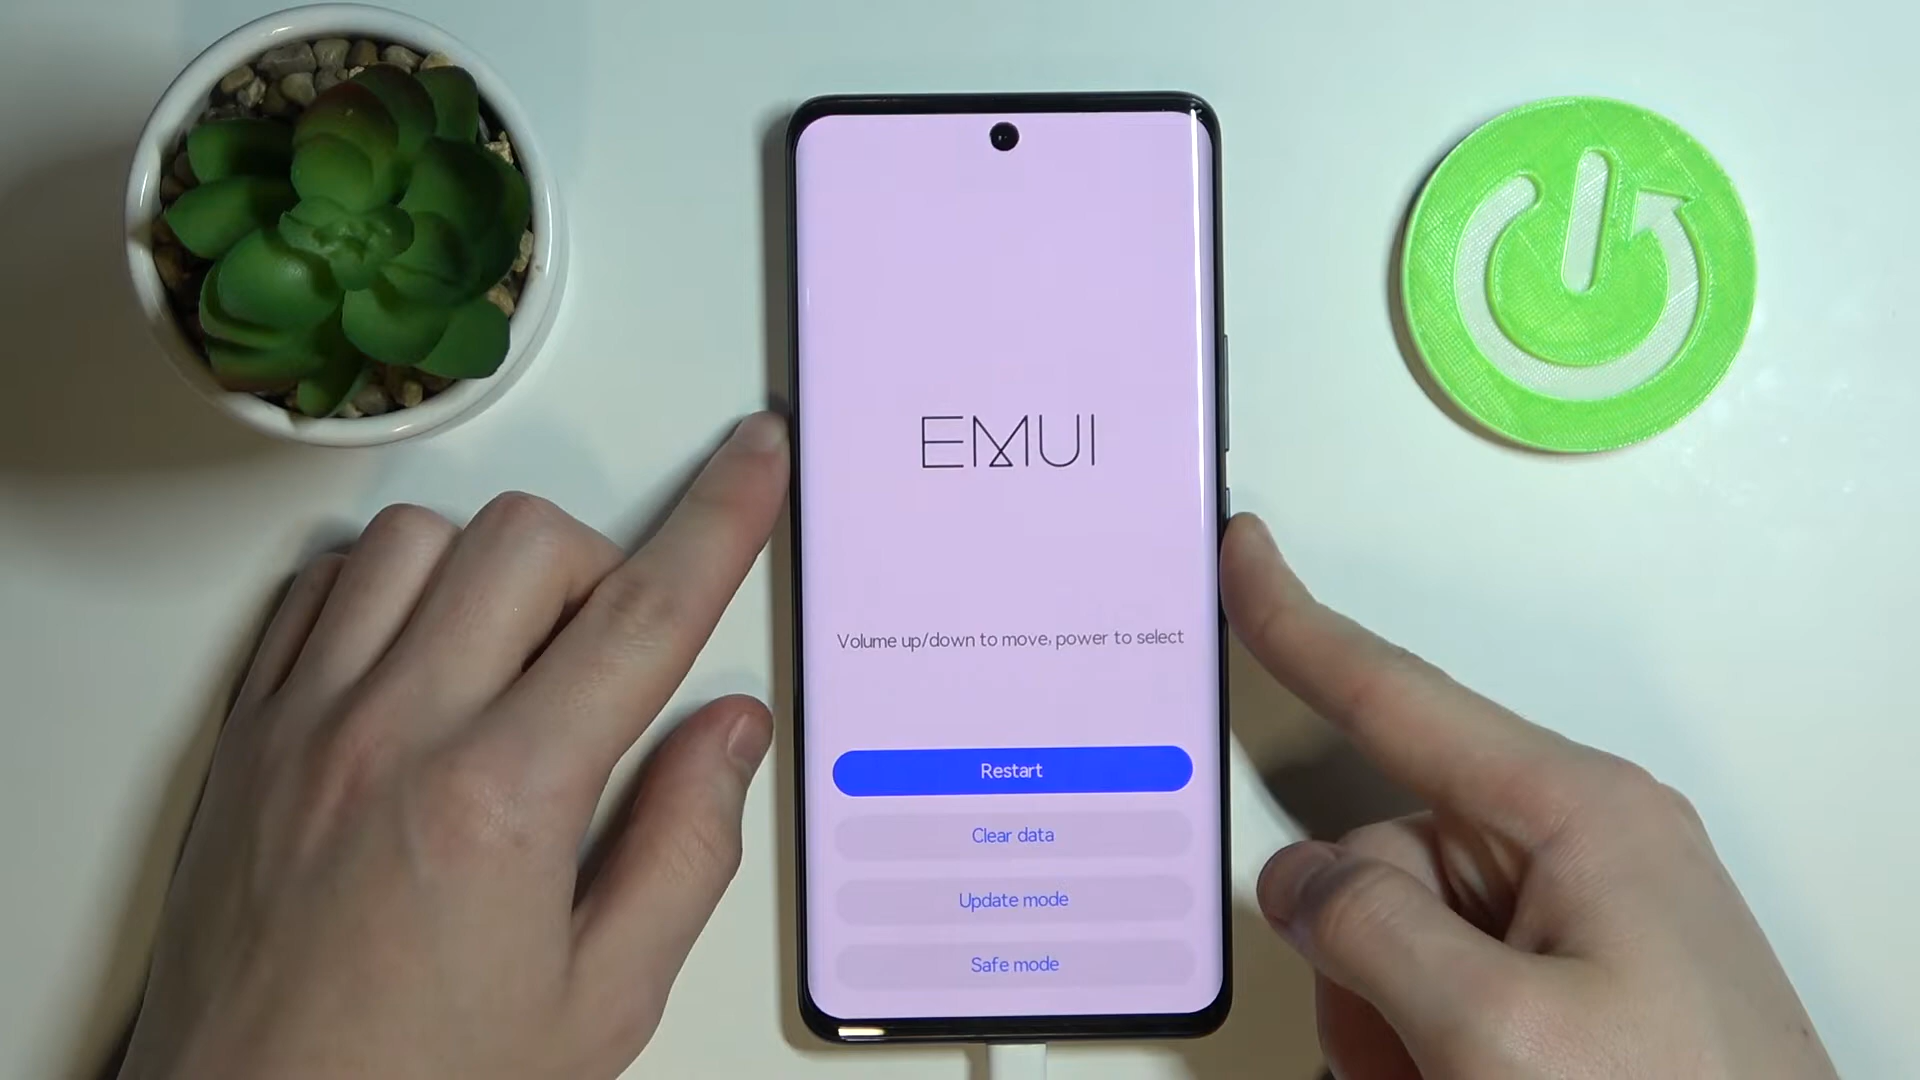 EMUI
Volume up/down to move, power to select
Restart
Clear data
Update mode
Safe mode